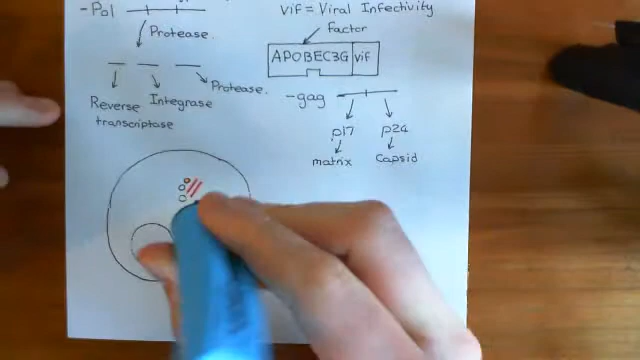 -Pol
Protease.
Reverse
transcriptase
Integrase
Protease.
vif = Viral Infectivity
factor
APOBEC3G vif
-gag
p17
p24
matrix
Capsid